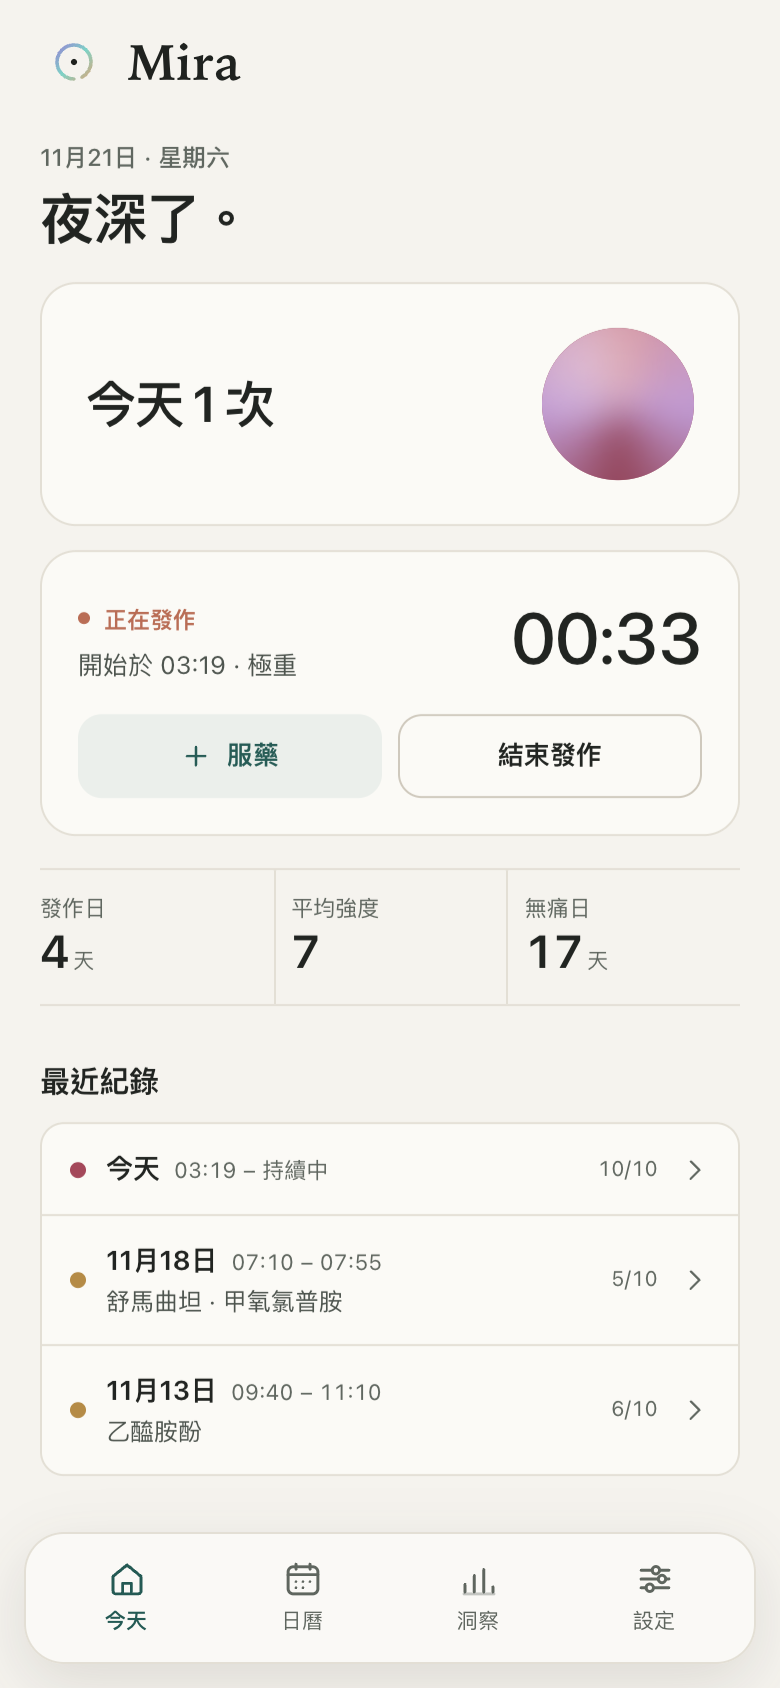 Mira
11月21日 · 星期六
夜深了。
今天 1 次
正在發作
00:33
開始於 03:19 · 極重
＋ 服藥
結束發作
發作日
4 天
平均強度
7
無痛日
17 天
最近紀錄
今天 03:19 – 持續中 10/10
11月18日 07:10 – 07:55 5/10
舒馬曲坦 · 甲氧氯普胺
11月13日 09:40 – 11:10 6/10
乙醯胺酚
今天
日曆
洞察
設定